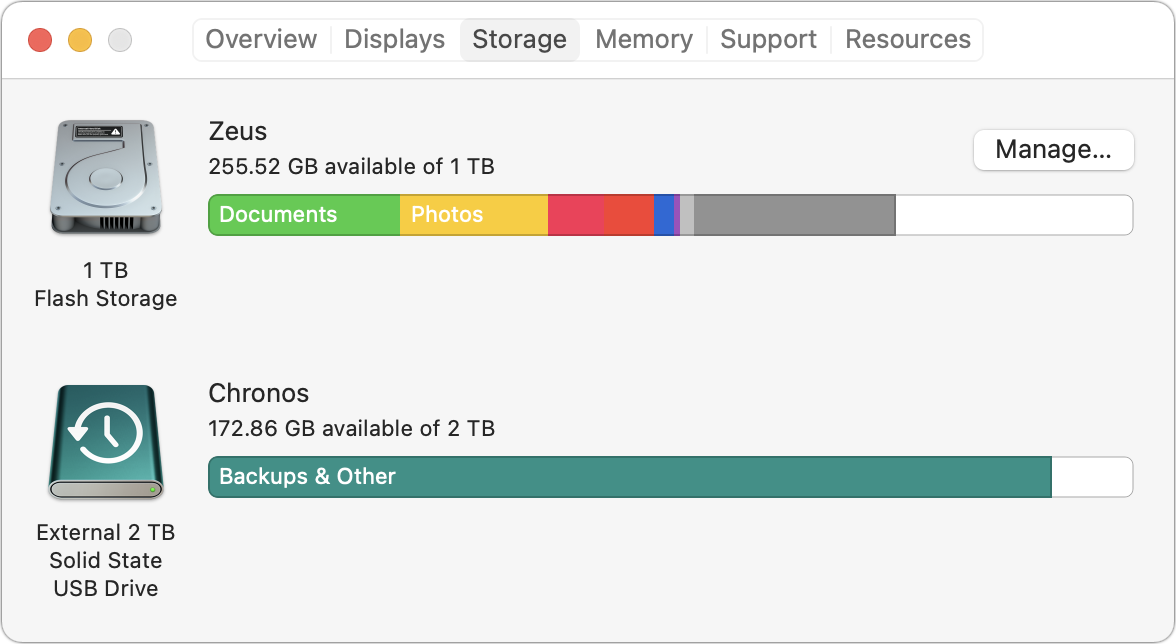 Overview Displays Storage Memory Support Resources
Zeus
255.52 GB available of 1 TB
Manage...
Documents Photos
1 TB
Flash Storage
Chronos
172.86 GB available of 2 TB
Backups & Other
External 2 TB
Solid State
USB Drive